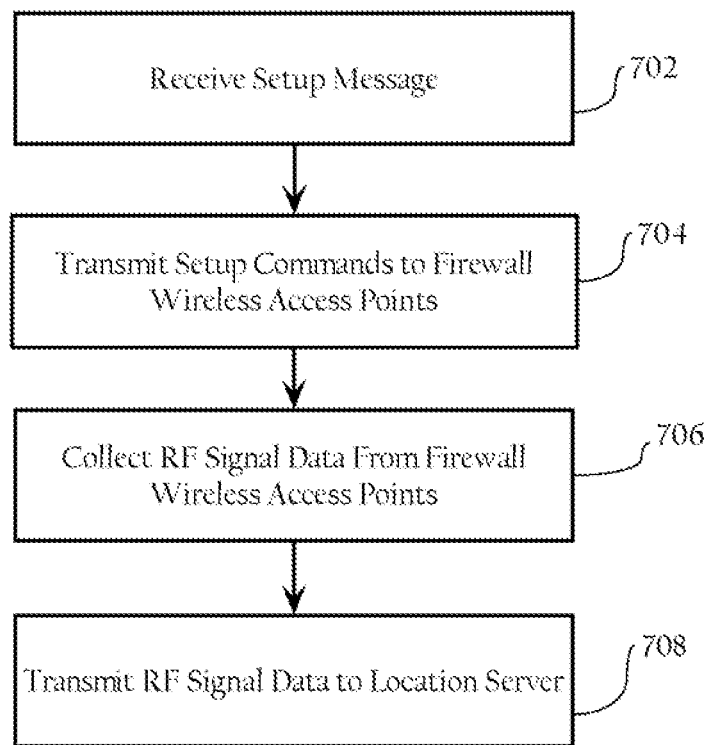 Receive Setup Message
702
Transmit Setup Commands to Firewall
Wireless Access Points
704
Collect RF Signal Data From Firewall
Wireless Access Points
706
Transmit RF Signal Data to Location Server
708